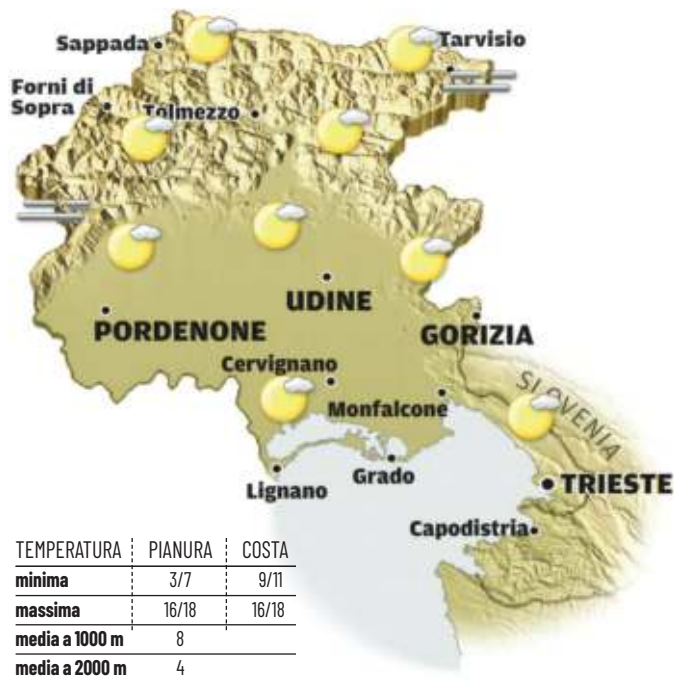 Sappada
Tarvisio
Forni di
Sopra
Tolmezzo
UDINE
PORDENONE
GORIZIA
Cervignano
SLOVENIA
Monfalcone
Grado
Lignano
TRIESTE
Capodistria
TEMPERATURA PIANURA COSTA
minima 3/7 9/11
massima 16/18 16/18
media a 1000 m 8
media a 2000 m 4